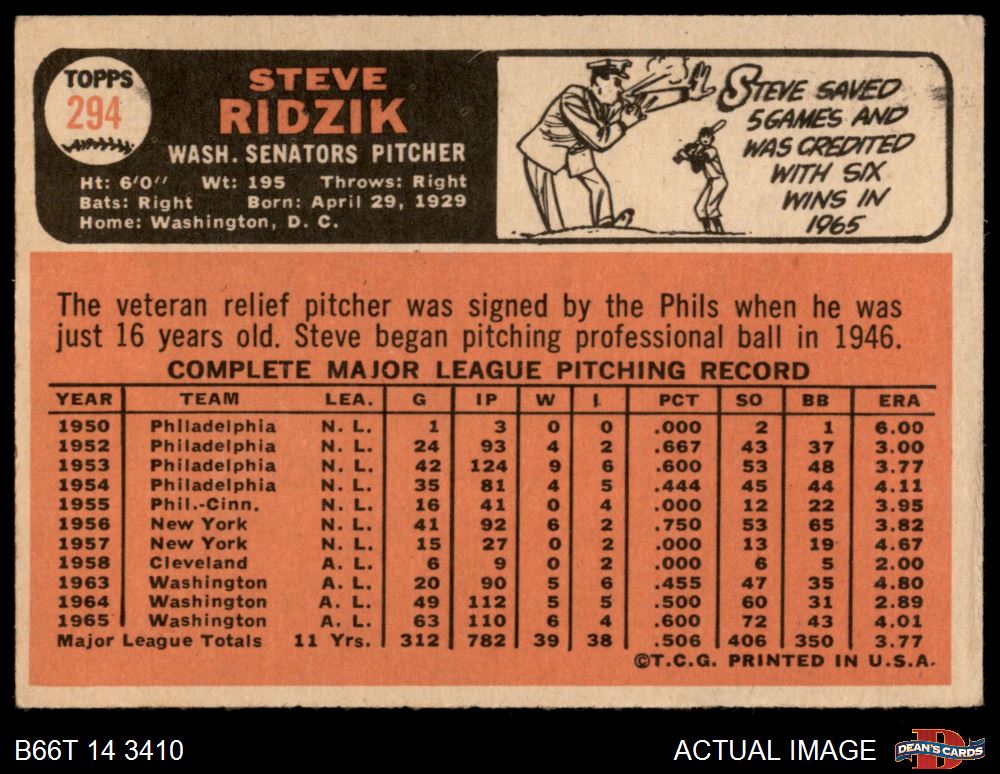 TOPPS
294
STEVE
RIDZIK
WASH. SENATORS PITCHER
Ht: 6'0" Wt: 195 Throws: Right
Bats: Right Born: April 29, 1929
Home: Washington, D. C.
STEVE SAVED
5 GAMES AND
WAS CREDITED
WITH SIX
WINS IN
1965
The veteran relief pitcher was signed by the Phils when he was
just 16 years old. Steve began pitching professional ball in 1946.
COMPLETE MAJOR LEAGUE PITCHING RECORD
YEAR TEAM LEA. G IP W L PCT SO BB ERA
1950 Philadelphia N. L. 1 3 0 0 .000 2 1 6.00
1952 Philadelphia N. L. 24 93 4 2 .667 43 37 3.00
1953 Philadelphia N. L. 42 124 9 6 .600 53 48 3.77
1954 Philadelphia N. L. 35 81 4 5 .444 45 44 4.11
1955 Phil.-Cinn. N. L. 16 41 0 4 .000 12 22 3.95
1956 New York N. L. 41 92 6 2 .750 53 65 3.82
1957 New York N. L. 15 27 0 2 .000 13 19 4.67
1958 Cleveland A. L. 6 9 0 2 .000 6 5 2.00
1963 Washington A. L. 20 90 5 6 .455 47 35 4.80
1964 Washington A. L. 49 112 5 5 .500 60 31 2.89
1965 Washington A. L. 63 110 6 4 .600 72 43 4.01
Major League Totals 11 Yrs. 312 782 39 38 .506 406 350 3.77
©T.C.G. PRINTED IN U.S.A.
B66T 14 3410
ACTUAL IMAGE
DEAN'S CARDS